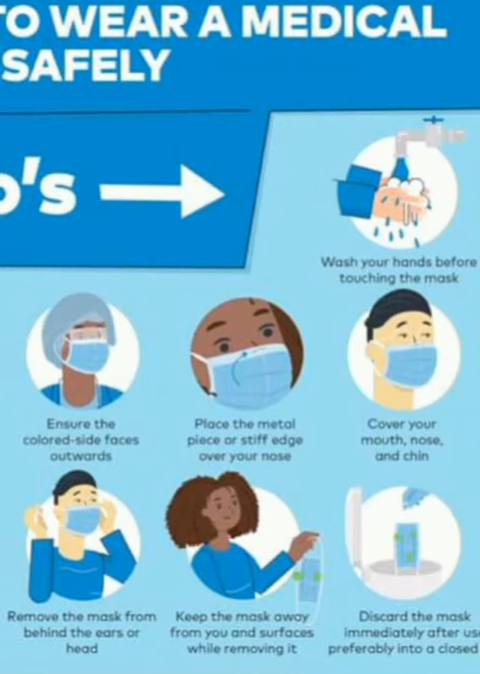 TO WEAR A MEDICAL
SAFELY
o's
Wash your hands before
touching the mask
Ensure the
colored-side faces
outwards
Place the metal
piece or stiff edge
over your nose
Cover your
mouth, nose,
and chin
Remove the mask from
behind the ears or
head
Keep the mask away
from you and surfaces
while removing it
Discard the mask
immediately after use
preferably into a closed